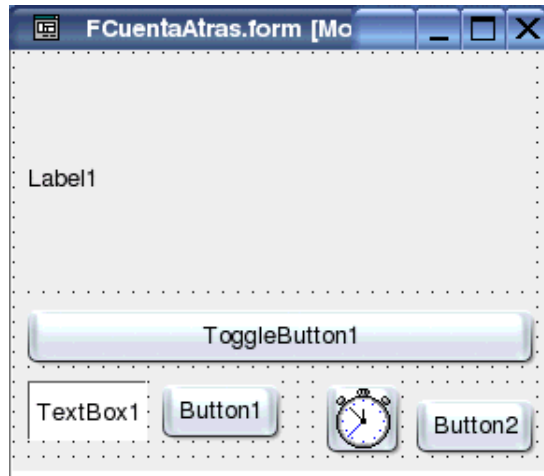 FCuentaAtras.form [Mo
Label1
ToggleButton1
TextBox1
Button1
Button2